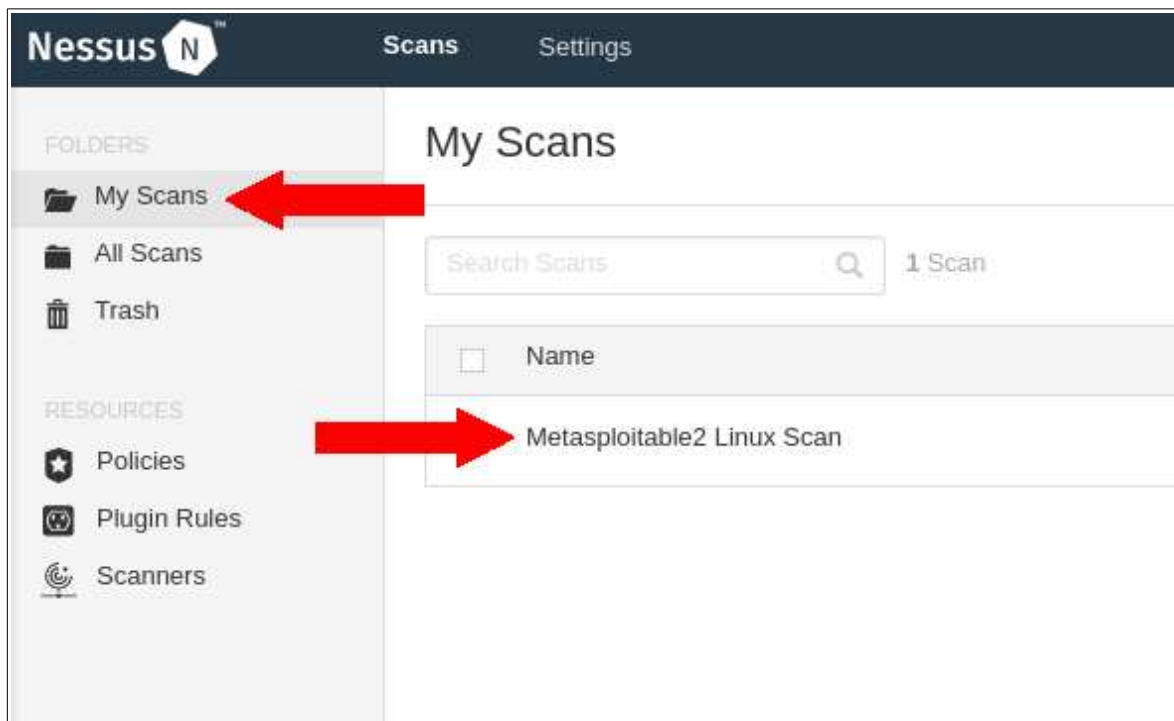 Nessus N ™
Scans Settings
FOLDERS
My Scans
All Scans
Trash
RESOURCES
Policies
Plugin Rules
Scanners
My Scans
Search Scans
1 Scan
Name
Metasploitable2 Linux Scan